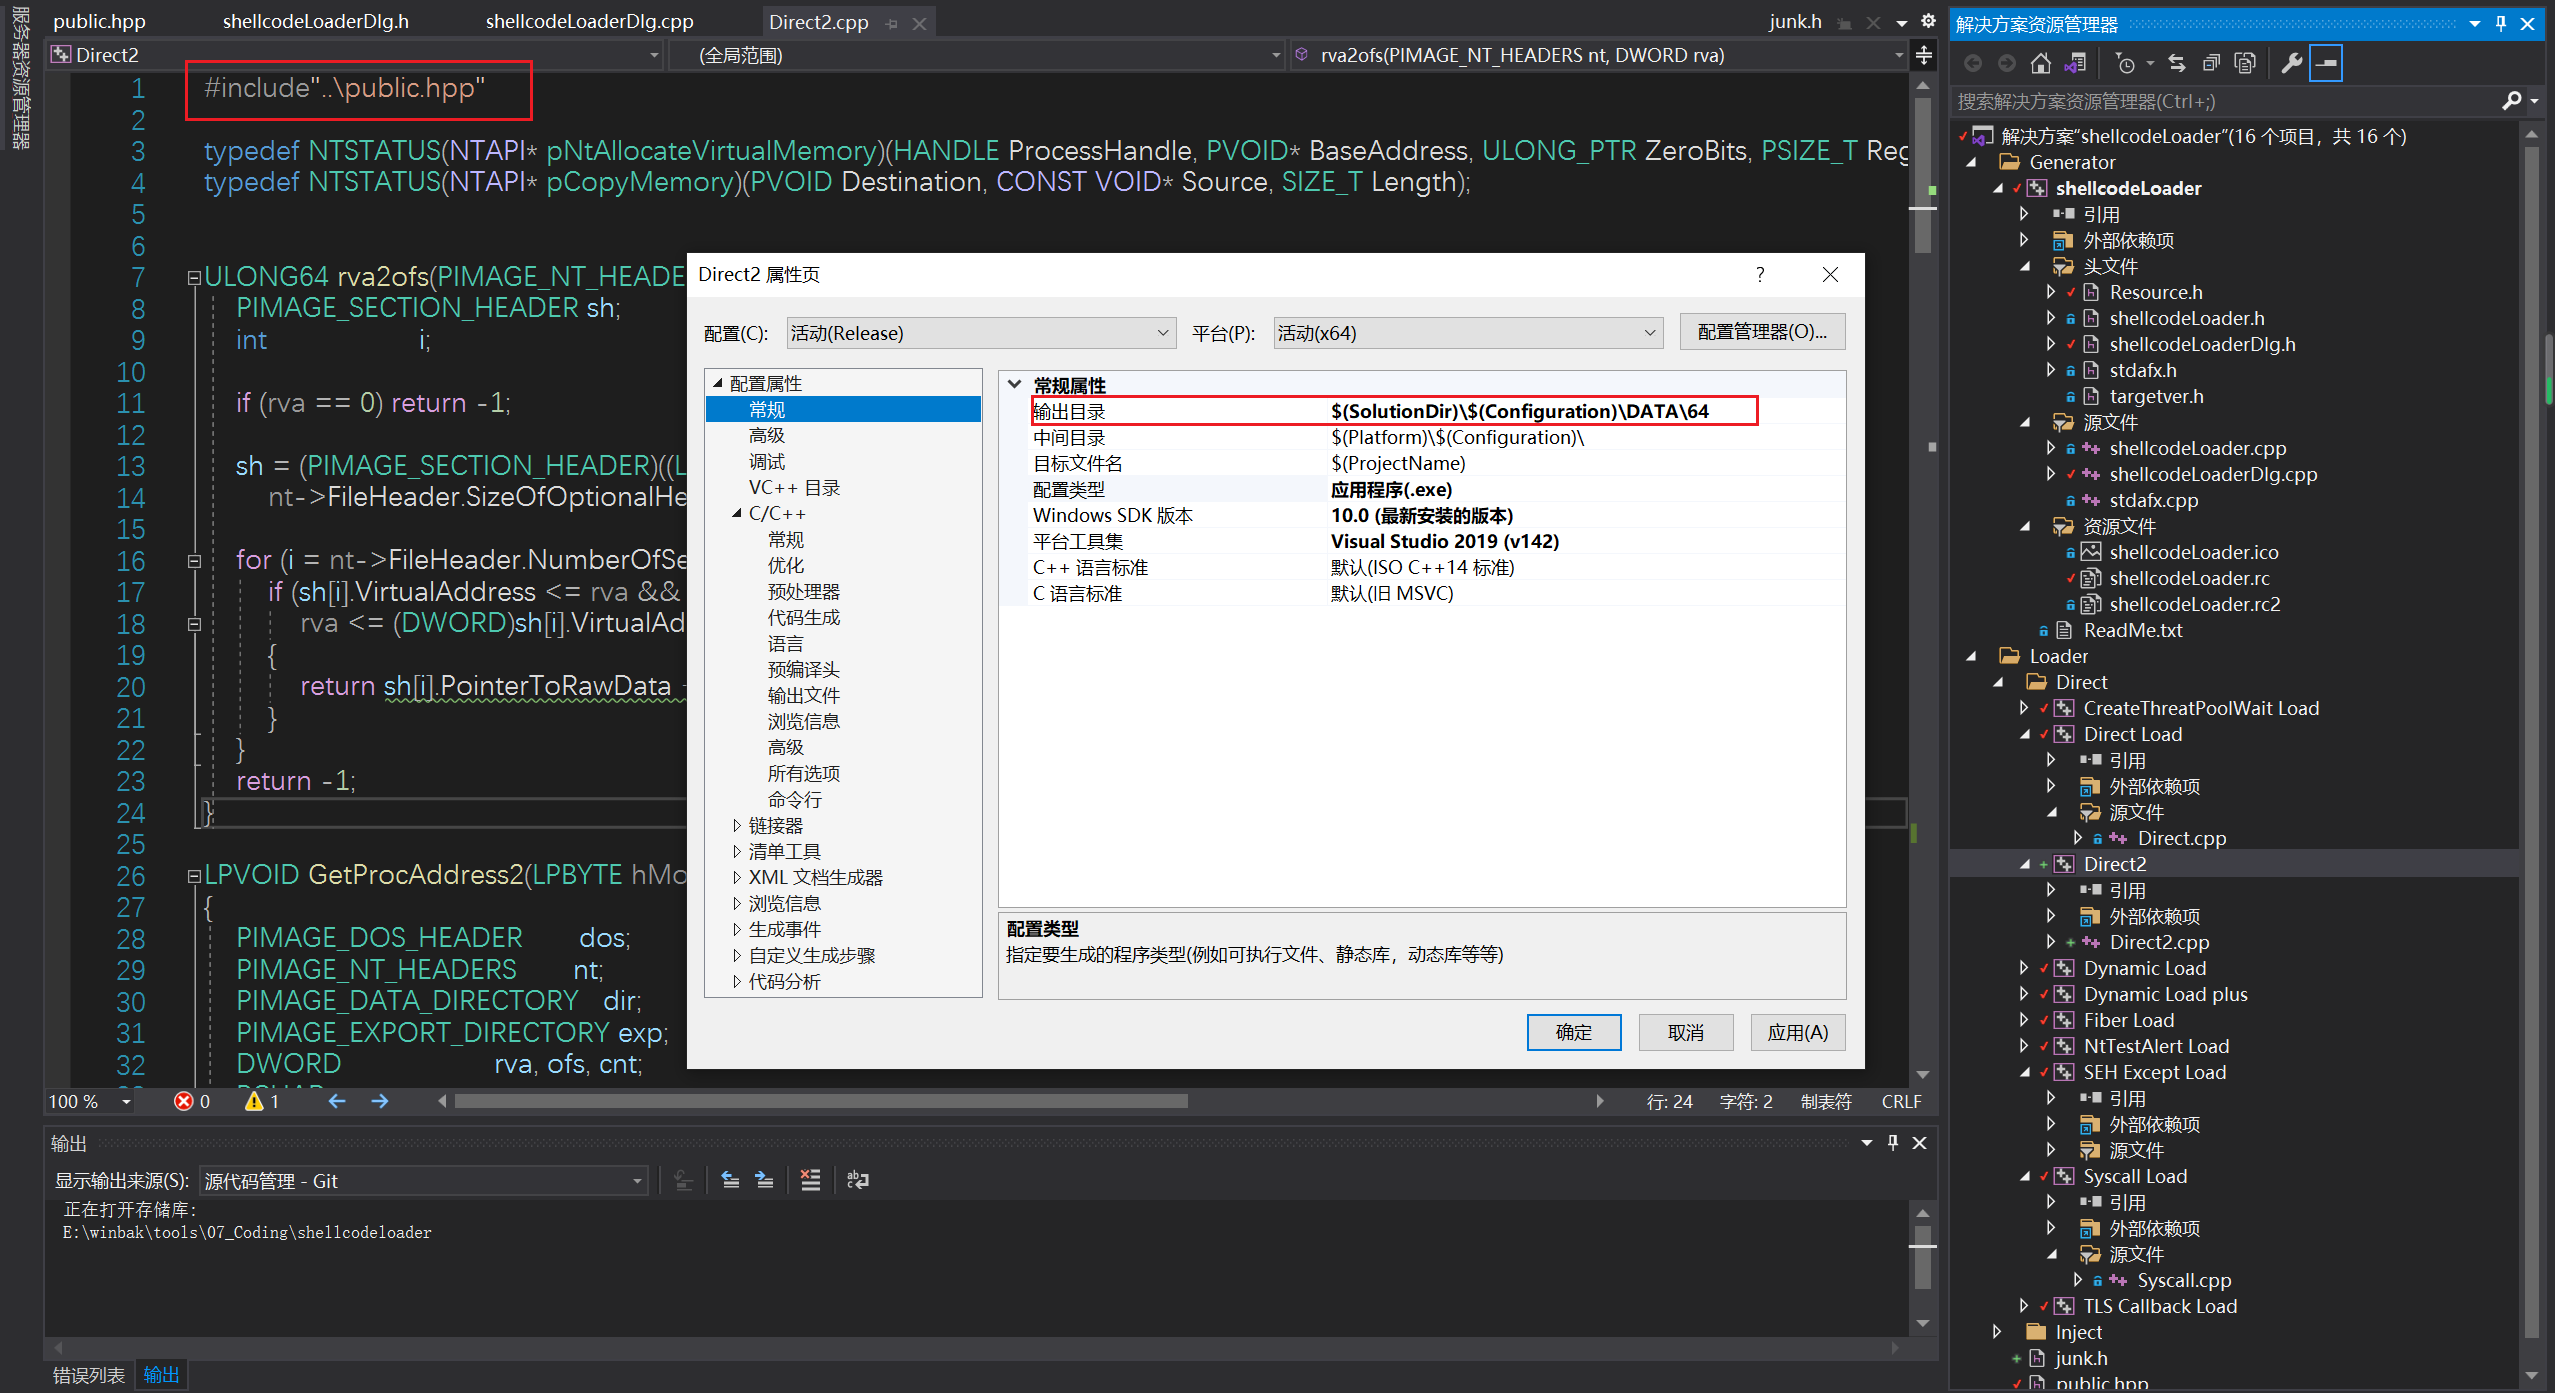 服务器资源管理器
public.hpp
shellcodeLoaderDlg.h
shellcodeLoaderDlg.cpp
Direct2.cpp
junk.h
Direct2
(全局范围)
rva2ofs(PIMAGE_NT_HEADERS nt, DWORD rva)
1 #include"..\public.hpp"
2
3 typedef NTSTATUS(NTAPI* pNtAllocateVirtualMemory)(HANDLE ProcessHandle, PVOID* BaseAddress, ULONG_PTR ZeroBits, PSIZE_T Reg
4 typedef NTSTATUS(NTAPI* pCopyMemory)(PVOID Destination, CONST VOID* Source, SIZE_T Length);
5
6
7 ULONG64 rva2ofs(PIMAGE_NT_HEADE
8 PIMAGE_SECTION_HEADER sh;
9 int i;
10
11 if (rva == 0) return -1;
12
13 sh = (PIMAGE_SECTION_HEADER)((L
14 nt->FileHeader.SizeOfOptionalHe
15
16 for (i = nt->FileHeader.NumberOfSe
17 if (sh[i].VirtualAddress <= rva &&
18 rva <= (DWORD)sh[i].VirtualAd
19 {
20 return sh[i].PointerToRawData -
21 }
22 }
23 return -1;
24 }
25
26 LPVOID GetProcAddress2(LPBYTE hMo
27 {
28 PIMAGE_DOS_HEADER dos;
29 PIMAGE_NT_HEADERS nt;
30 PIMAGE_DATA_DIRECTORY dir;
31 PIMAGE_EXPORT_DIRECTORY exp;
32 DWORD rva, ofs, cnt;
100 %
0
1
行: 24
字符: 2
制表符
CRLF
Direct2 属性页
?
配置(C):
活动(Release)
平台(P):
活动(x64)
配置管理器(O)...
配置属性
常规
高级
调试
VC++ 目录
C/C++
常规
优化
预处理器
代码生成
语言
预编译头
输出文件
浏览信息
高级
所有选项
命令行
链接器
清单工具
XML 文档生成器
浏览信息
生成事件
自定义生成步骤
代码分析
常规属性
输出目录 $(SolutionDir)\$(Configuration)\DATA\64
中间目录 $(Platform)\$(Configuration)\
目标文件名 $(ProjectName)
配置类型 应用程序(.exe)
Windows SDK 版本 10.0 (最新安装的版本)
平台工具集 Visual Studio 2019 (v142)
C++ 语言标准 默认(ISO C++14 标准)
C 语言标准 默认(旧 MSVC)
配置类型
指定要生成的程序类型(例如可执行文件、静态库，动态库等等)
确定
取消
应用(A)
输出
显示输出来源(S):
源代码管理 - Git
正在打开存储库:
E:\winbak\tools\07_Coding\shellcodeloader
错误列表
输出
解决方案资源管理器
搜索解决方案资源管理器(Ctrl+;)
解决方案“shellcodeLoader”(16 个项目，共 16 个)
Generator
shellcodeLoader
引用
外部依赖项
头文件
Resource.h
shellcodeLoader.h
shellcodeLoaderDlg.h
stdafx.h
targetver.h
源文件
shellcodeLoader.cpp
shellcodeLoaderDlg.cpp
stdafx.cpp
资源文件
shellcodeLoader.ico
shellcodeLoader.rc
shellcodeLoader.rc2
ReadMe.txt
Loader
Direct
CreateThreatPoolWait Load
Direct Load
引用
外部依赖项
源文件
Direct.cpp
Direct2
引用
外部依赖项
Direct2.cpp
Dynamic Load
Dynamic Load plus
Fiber Load
NtTestAlert Load
SEH Except Load
引用
外部依赖项
源文件
Syscall Load
引用
外部依赖项
源文件
Syscall.cpp
TLS Callback Load
Inject
junk.h
public.hpp